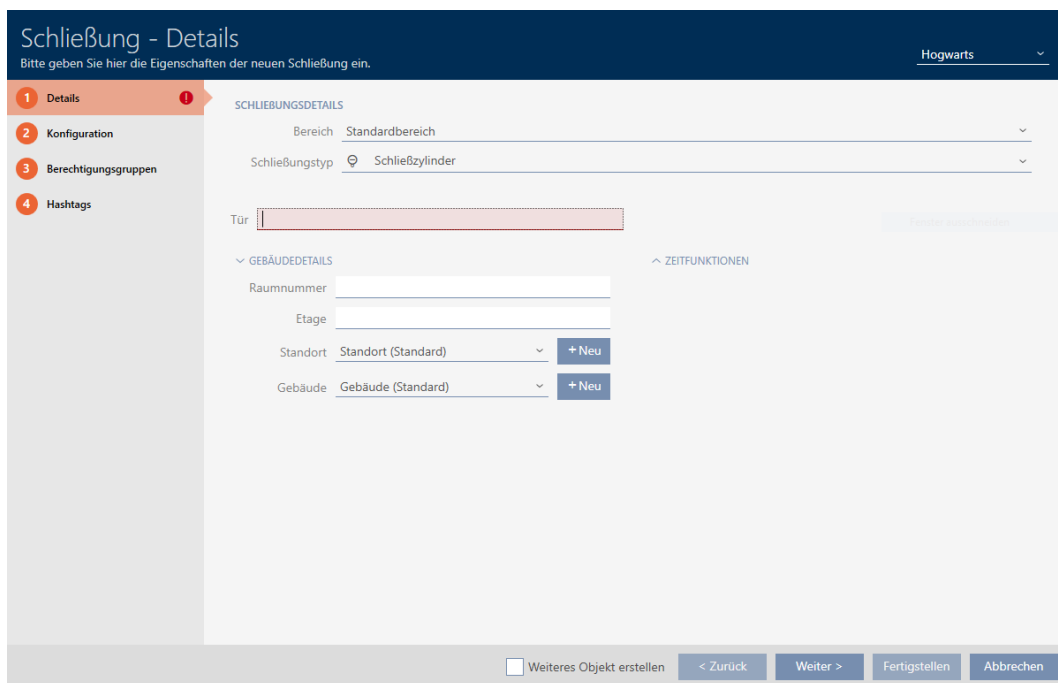 Schließung - Details
Bitte geben Sie hier die Eigenschaften der neuen Schließung ein.
Hogwarts
1 Details
2 Konfiguration
3 Berechtigungsgruppen
4 Hashtags
SCHLIEßUNGSDETAILS
Bereich Standardbereich
Schließungstyp Schließzylinder
Tür
GEBÄUDEDETAILS
ZEITFUNKTIONEN
Raumnummer
Etage
Standort Standort (Standard) + Neu
Gebäude Gebäude (Standard) + Neu
Weiteres Objekt erstellen
< Zurück
Weiter >
Fertigstellen
Abbrechen